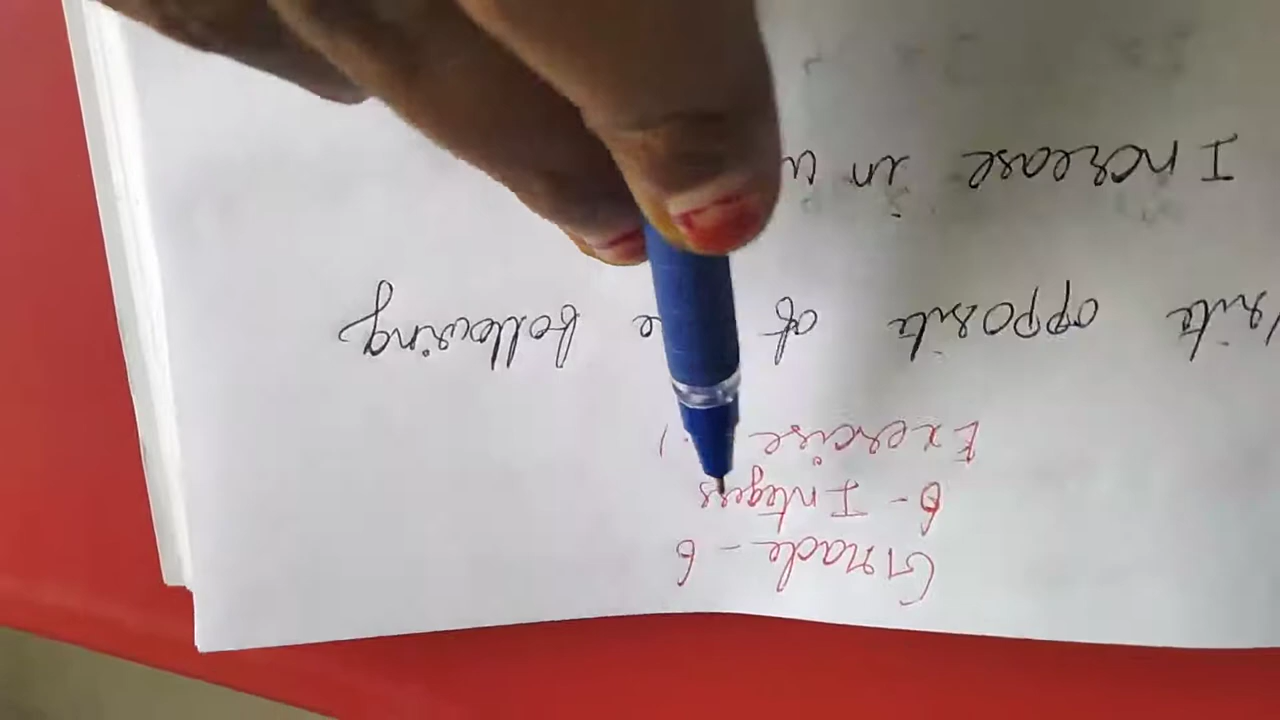 Grade - 6
6 - Integers
Exercise
opposite of following
Increase in